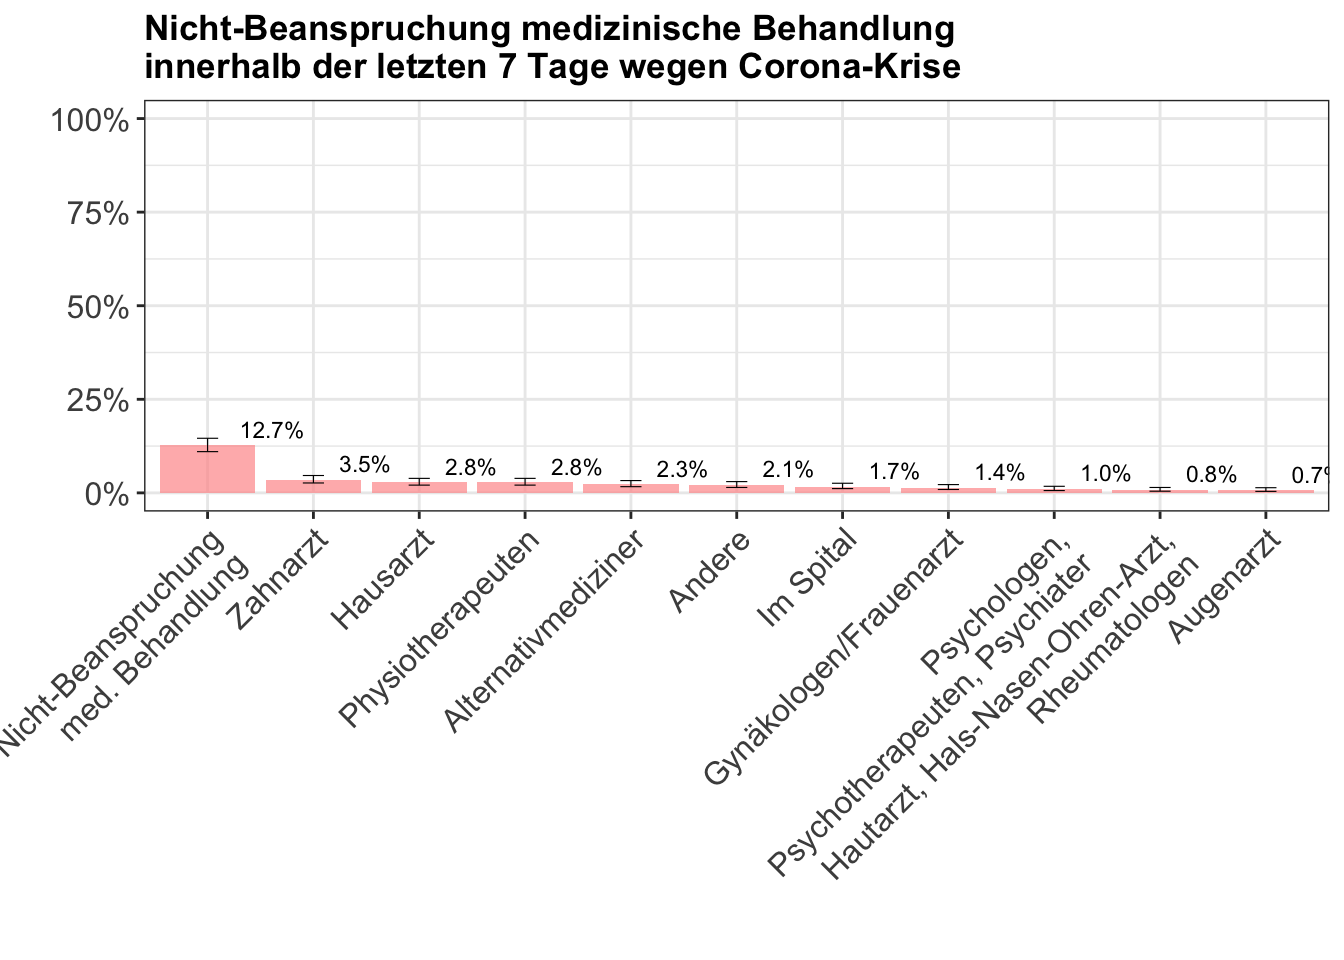 Nicht-Beanspruchung medizinische Behandlung
innerhalb der letzten 7 Tage wegen Corona-Krise
100%
75%
50%
25%
0%
12.7%
3.5%
2.8%
2.8%
2.3%
2.1%
1.7%
1.4%
1.0%
0.8%
0.7%
Nicht-Beanspruchung
med. Behandlung
Zahnarzt
Hausarzt
Physiotherapeuten
Alternativmediziner
Andere
Im Spital
Gynäkologen/Frauenarzt
Psychologen,
Psychotherapeuten, Psychiater
Hautarzt, Hals-Nasen-Ohren-Arzt,
Rheumatologen
Augenarzt